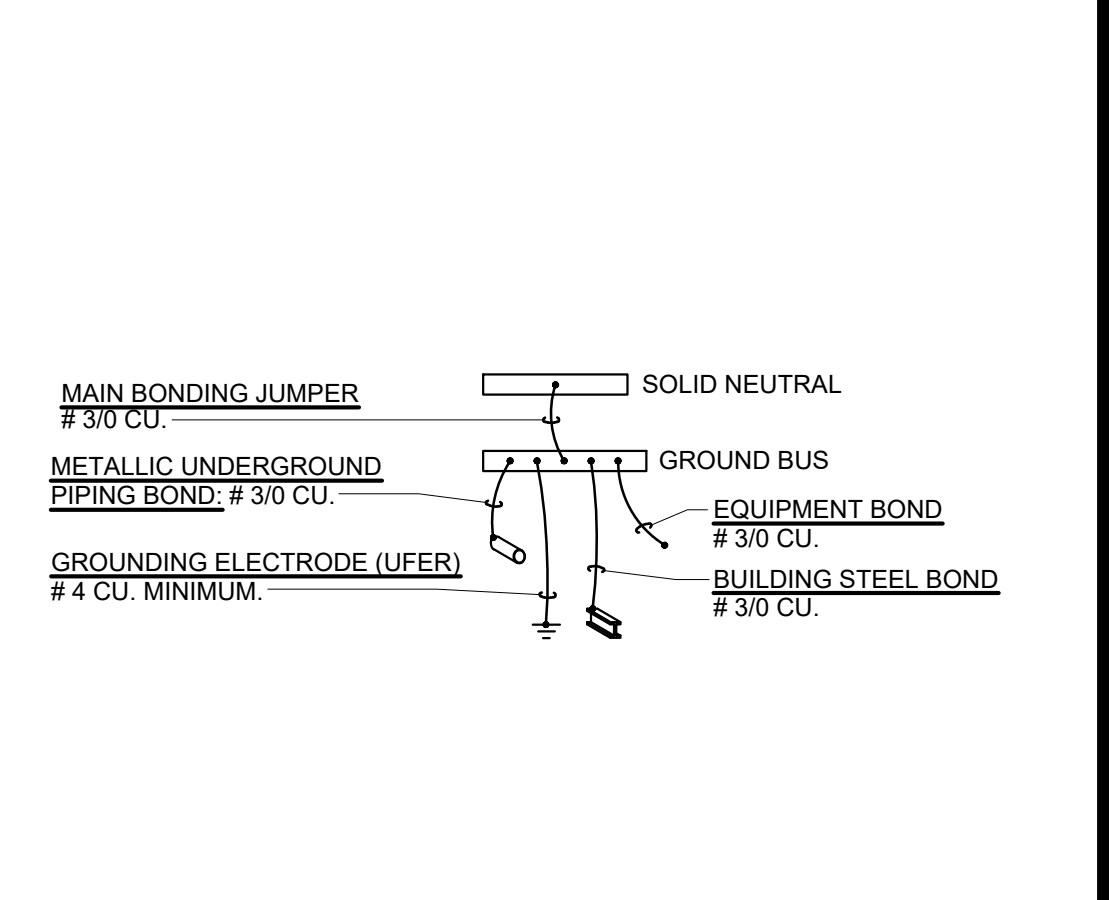 SOLID NEUTRAL
MAIN BONDING JUMPER
# 3/0 CU.
GROUND BUS
METALLIC UNDERGROUND
PIPING BOND: # 3/0 CU.
EQUIPMENT BOND
# 3/0 CU.
GROUNDING ELECTRODE (UFER)
# 4 CU. MINIMUM.
BUILDING STEEL BOND
# 3/0 CU.